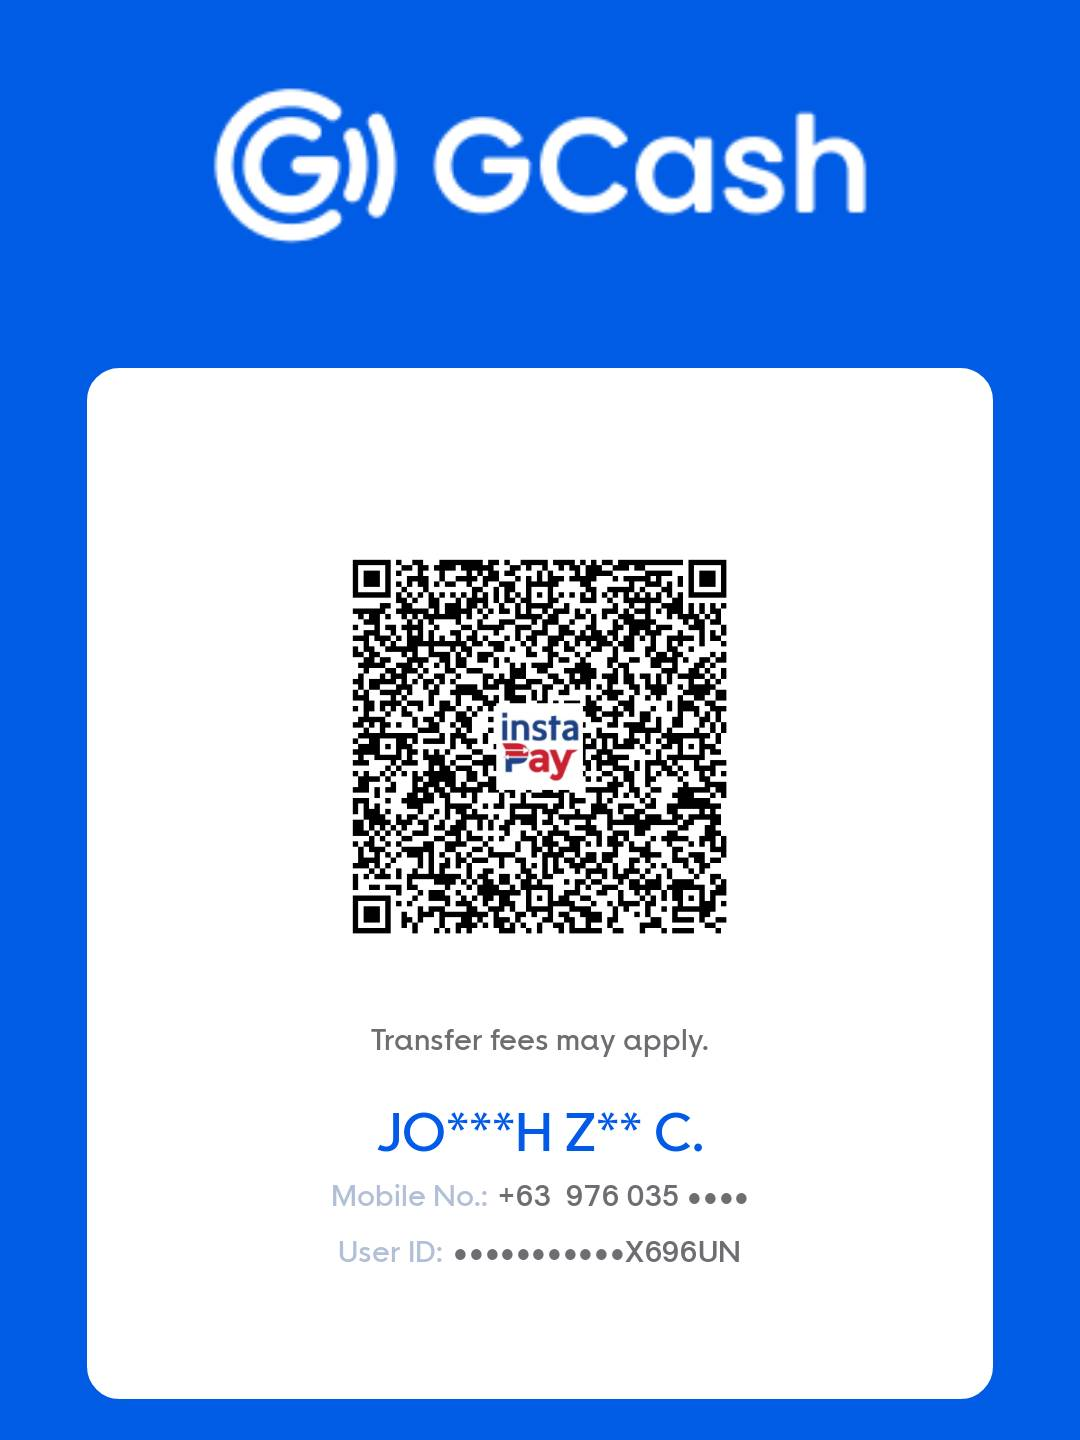 GCash
insta
Pay
Transfer fees may apply.
JO***H Z** C.
Mobile No.: +63 976 035 ••••
User ID: •••••••••••X696UN